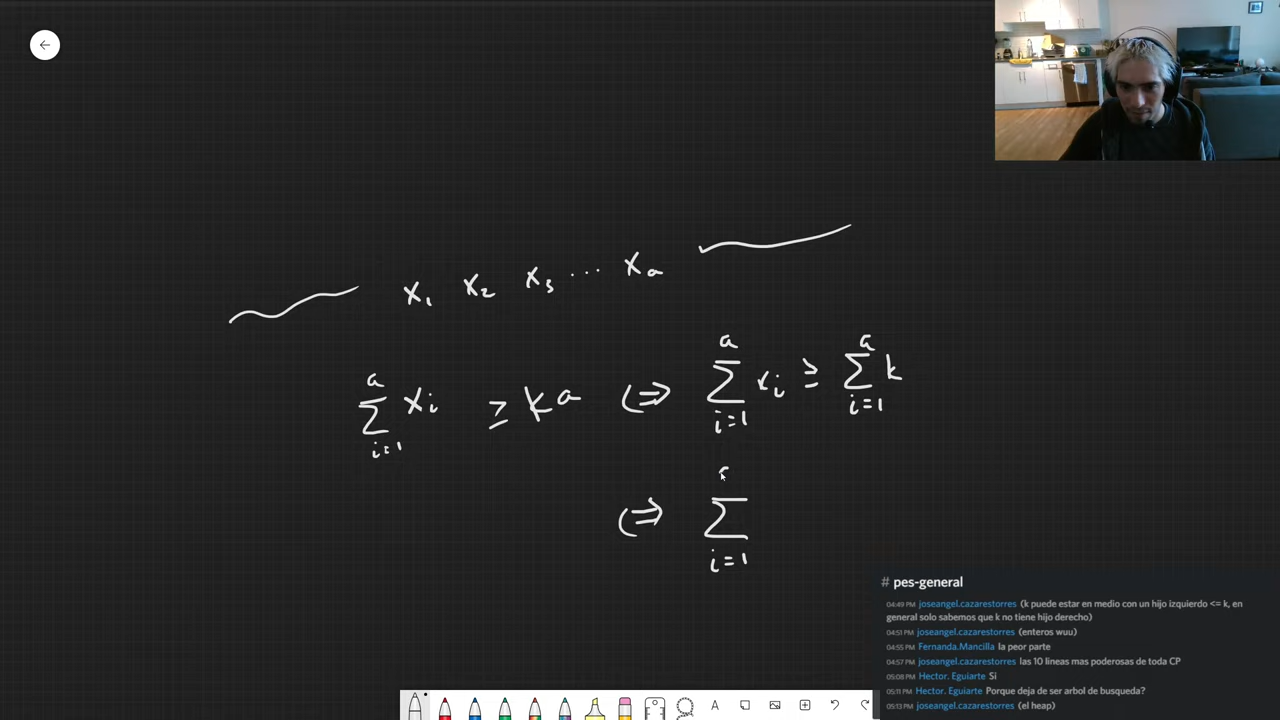 x₁ x₂ x₃ ... xₐ
a a
∑ xᵢ ≥ ka ⟺ ∑ xᵢ ≥ ∑ k
i=1 i=1 i=1
⟺ ∑
i=1
# pes-general
04:49 PM joseangel.cazarestorres (k puede estar en medio con un hijo izquierdo <= k, en
general solo sabemos que k no tiene hijo derecho)
04:51 PM joseangel.cazarestorres (enteros wuu)
04:55 PM Fernanda.Mancilla la peor parte
04:57 PM joseangel.cazarestorres las 10 lineas mas poderosas de toda CP
05:08 PM Hector. Eguiarte Si
05:11 PM Hector. Eguiarte Porque deja de ser arbol de busqueda?
05:13 PM joseangel.cazarestorres (el heap)